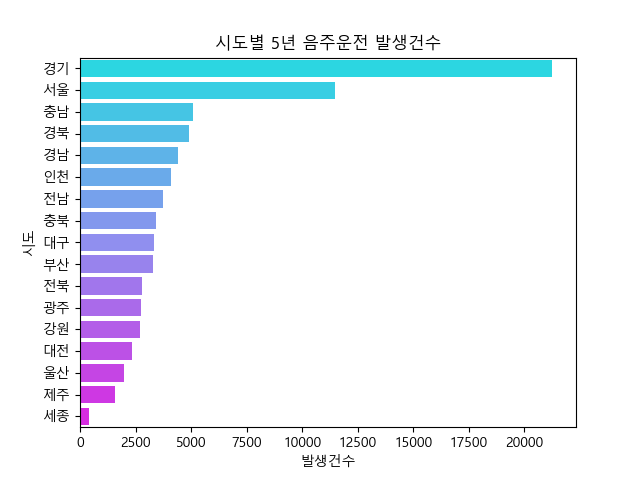 시도별 5년 음주운전 발생건수
경기
서울
충남
경북
경남
인천
전남
충북
대구
부산
전북
광주
강원
대전
울산
제주
세종
시도
0 2500 5000 7500 10000 12500 15000 17500 20000
발생건수